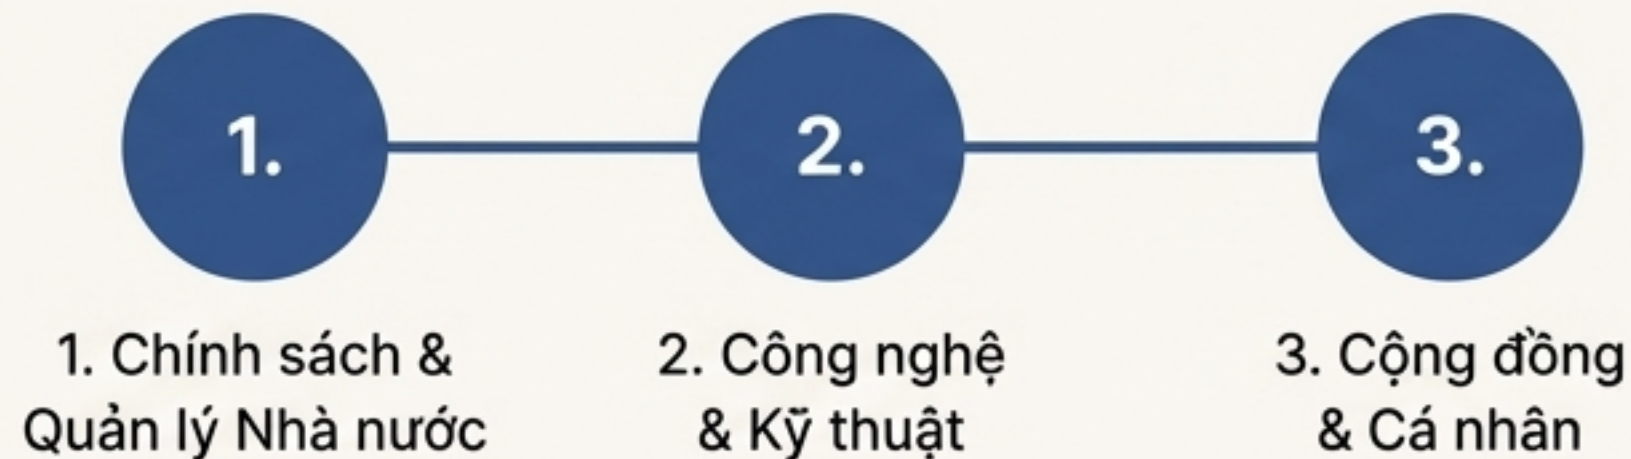 1.
2.
3.
1. Chính sách &
Quản lý Nhà nước
2. Công nghệ
& Kỹ thuật
3. Cộng đồng
& Cá nhân